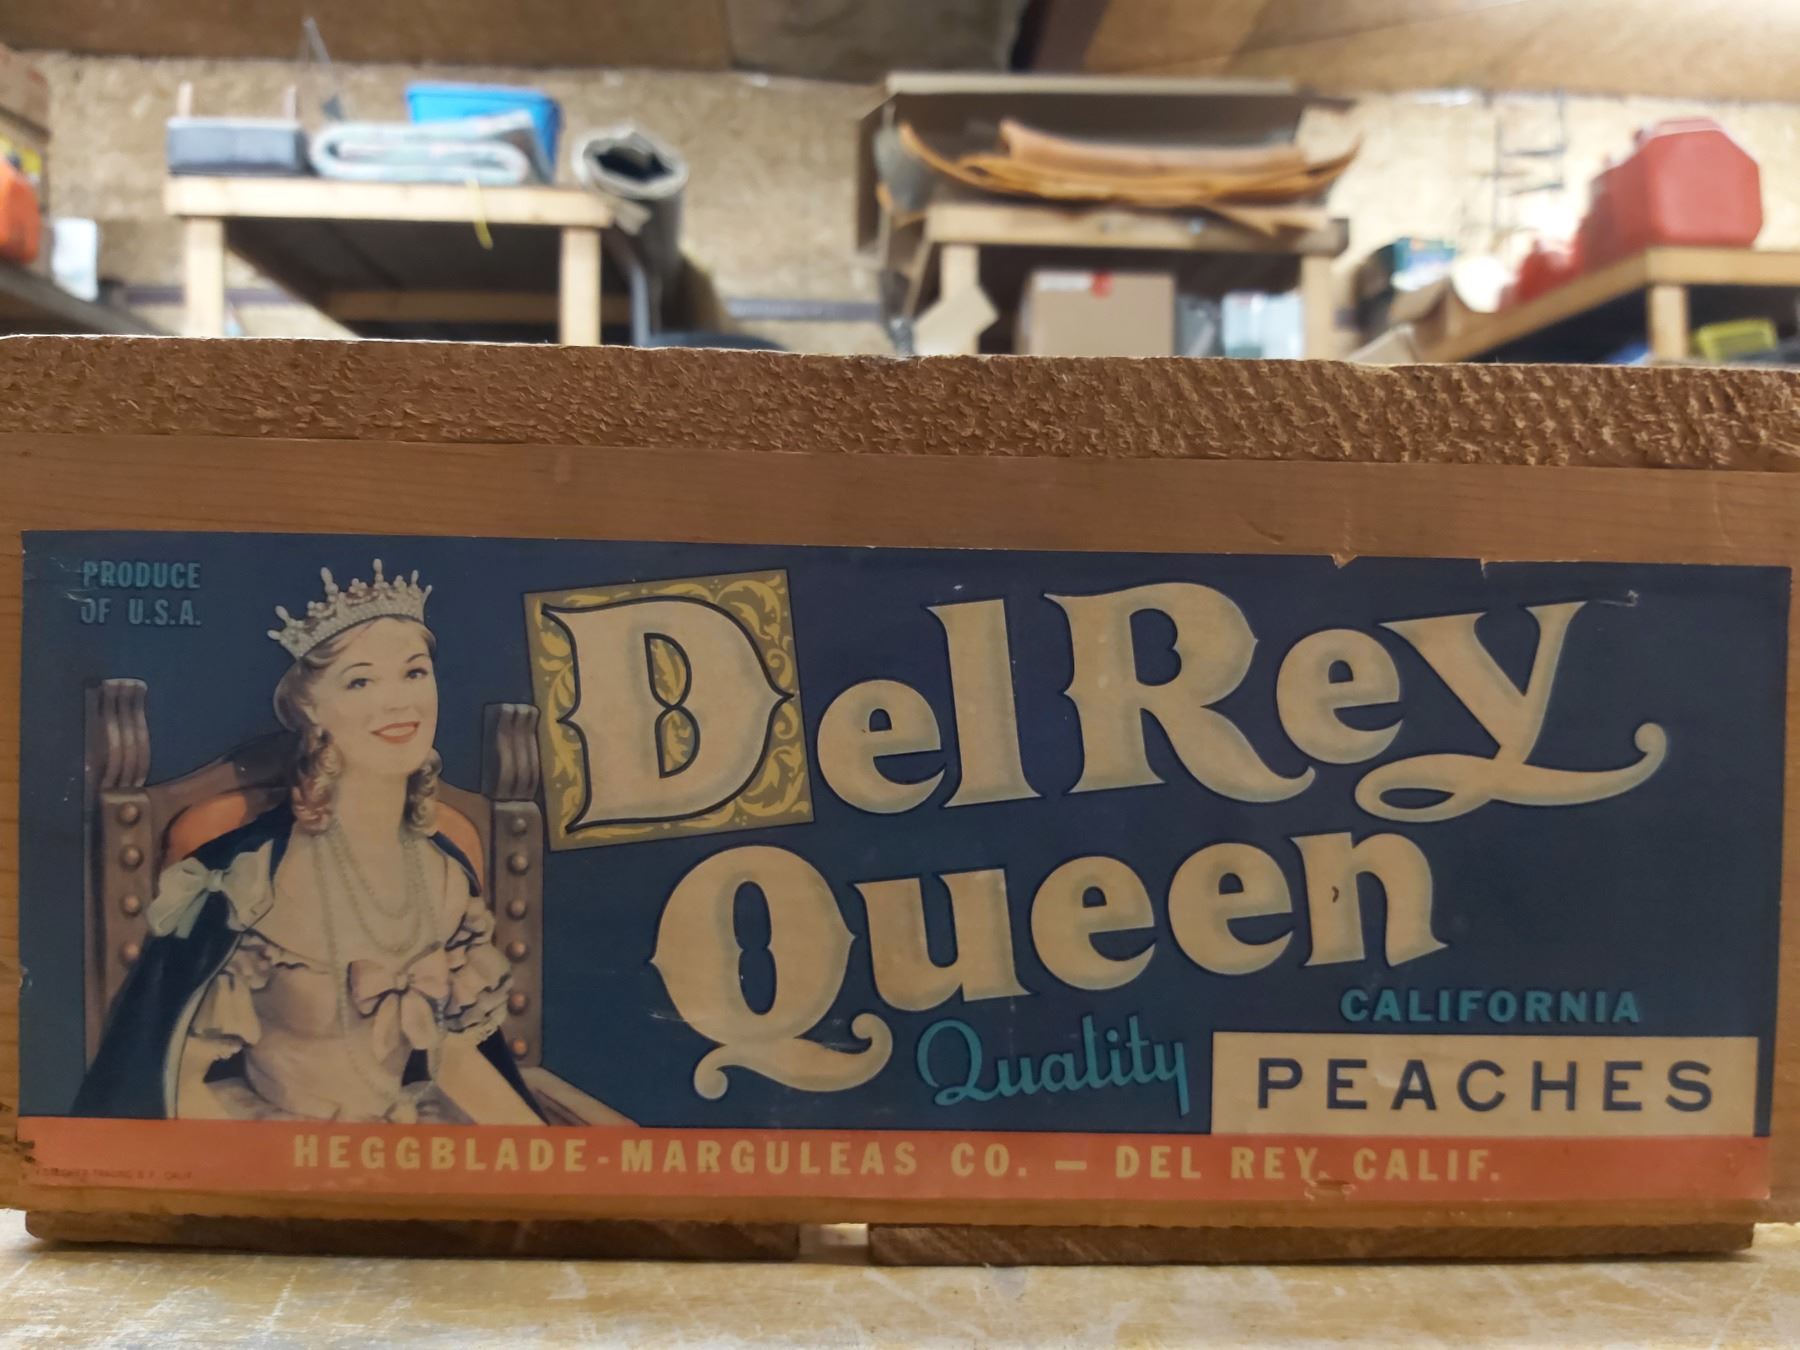 PRODUCE
OF U.S.A.
Del Rey
Queen
Quality
CALIFORNIA
PEACHES
HEGGBLADE-MARGULEAS CO. — DEL REY, CALIF.